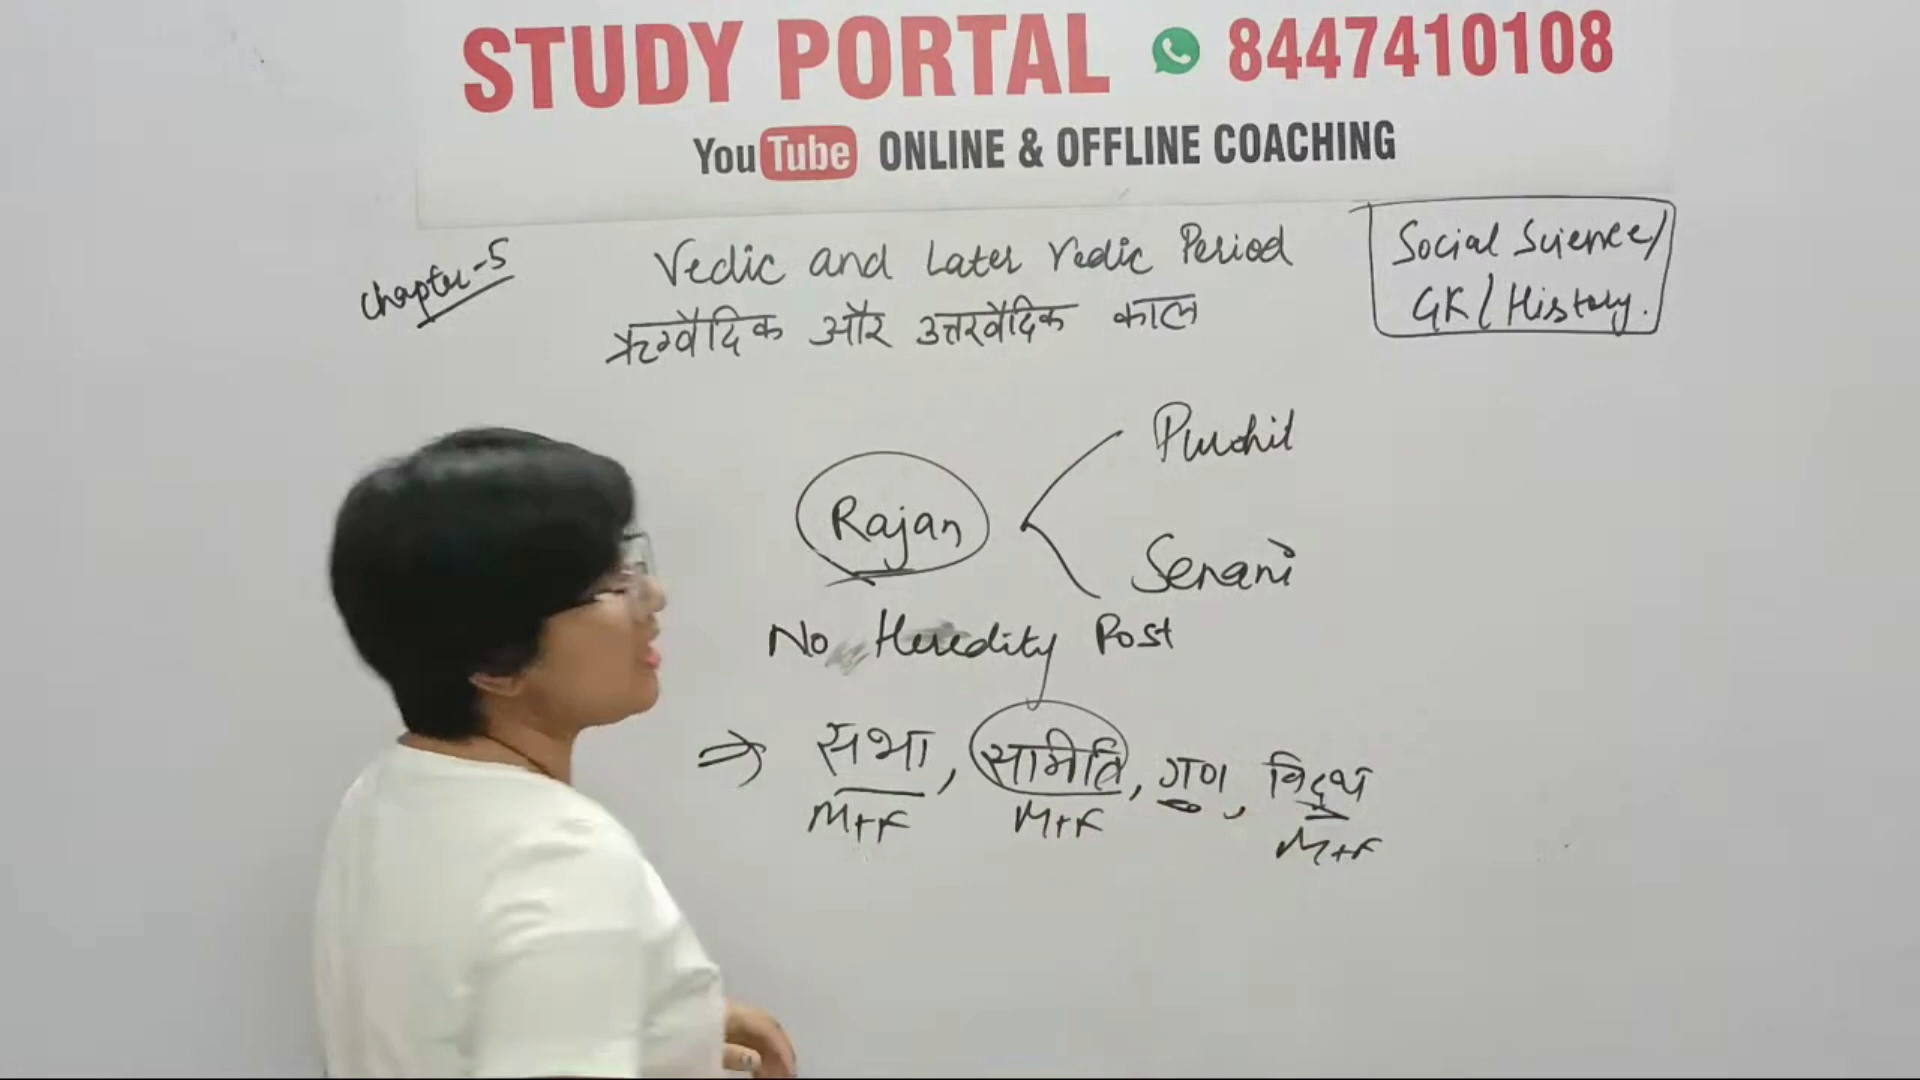 STUDY PORTAL 8447410108
YouTube ONLINE & OFFLINE COACHING
Chapter-5
Vedic and Later Vedic Period
ऋग्वैदिक और उत्तरवैदिक काल
Social Science/
GK/History.
Purohit
Rajan
Senani
No Heredity Post
⇒ सभा, समिति, गण, विदथ
M+F M+F M+F